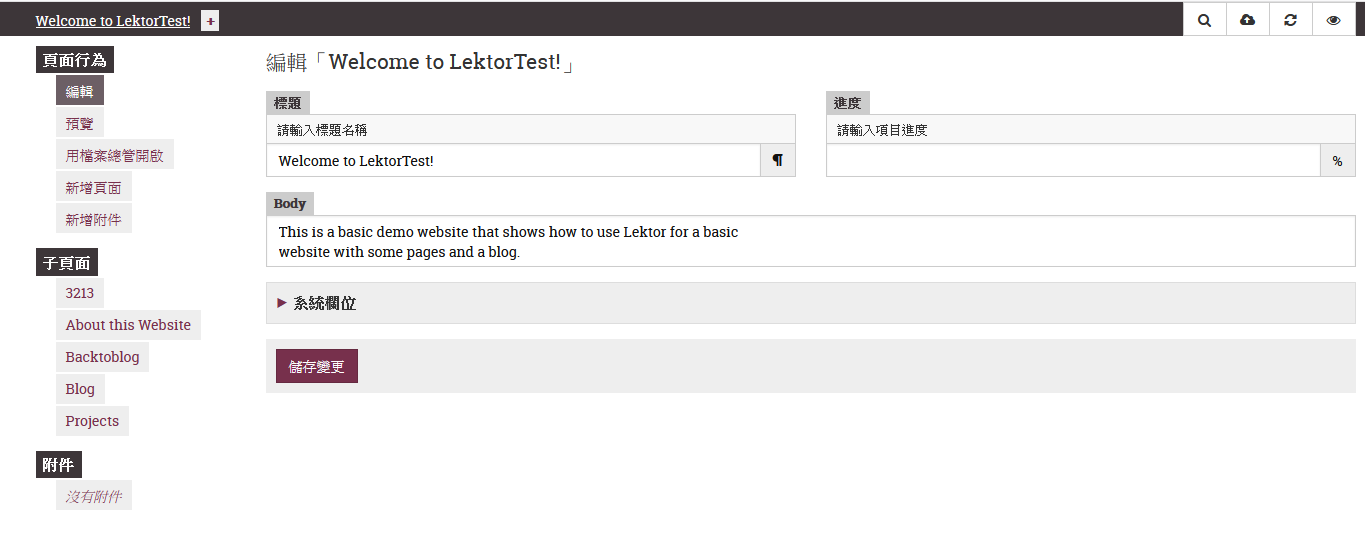 Welcome to LektorTest! +
頁面行為
編輯
預覽
用檔案總管開啟
新增頁面
新增附件
子頁面
3213
About this Website
Backtoblog
Blog
Projects
附件
沒有附件
編輯「Welcome to LektorTest!」
標題
請輸入標題名稱
Welcome to LektorTest! ¶
進度
請輸入項目進度
%
Body
This is a basic demo website that shows how to use Lektor for a basic
website with some pages and a blog.
系統欄位
儲存變更